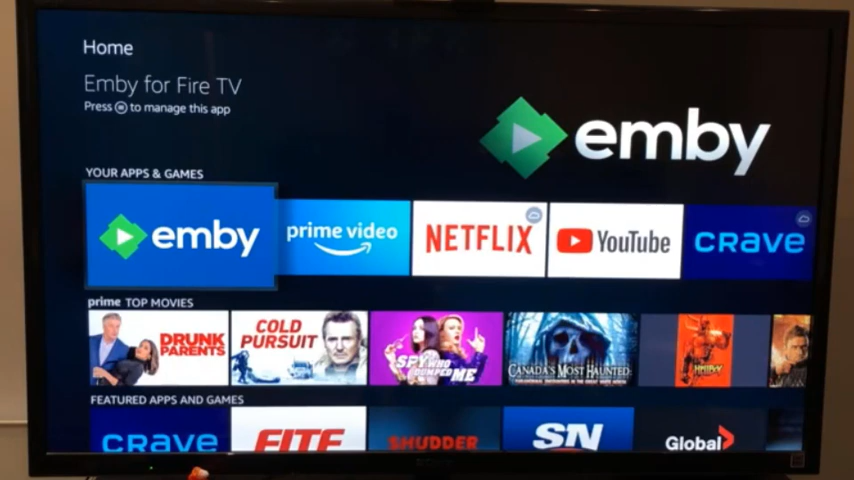 Home
Emby for Fire TV
Press to manage this app
emby
YOUR APPS & GAMES
emby
prime video
NETFLIX
YouTube
CRAVE
prime TOP MOVIES
DRUNK PARENTS
COLD PURSUIT
SPY WHO DUMPED ME
CANADA'S MOST HAUNTED
FEATURED APPS AND GAMES
CRAVE
FITE
SHUDDER
SN
Global